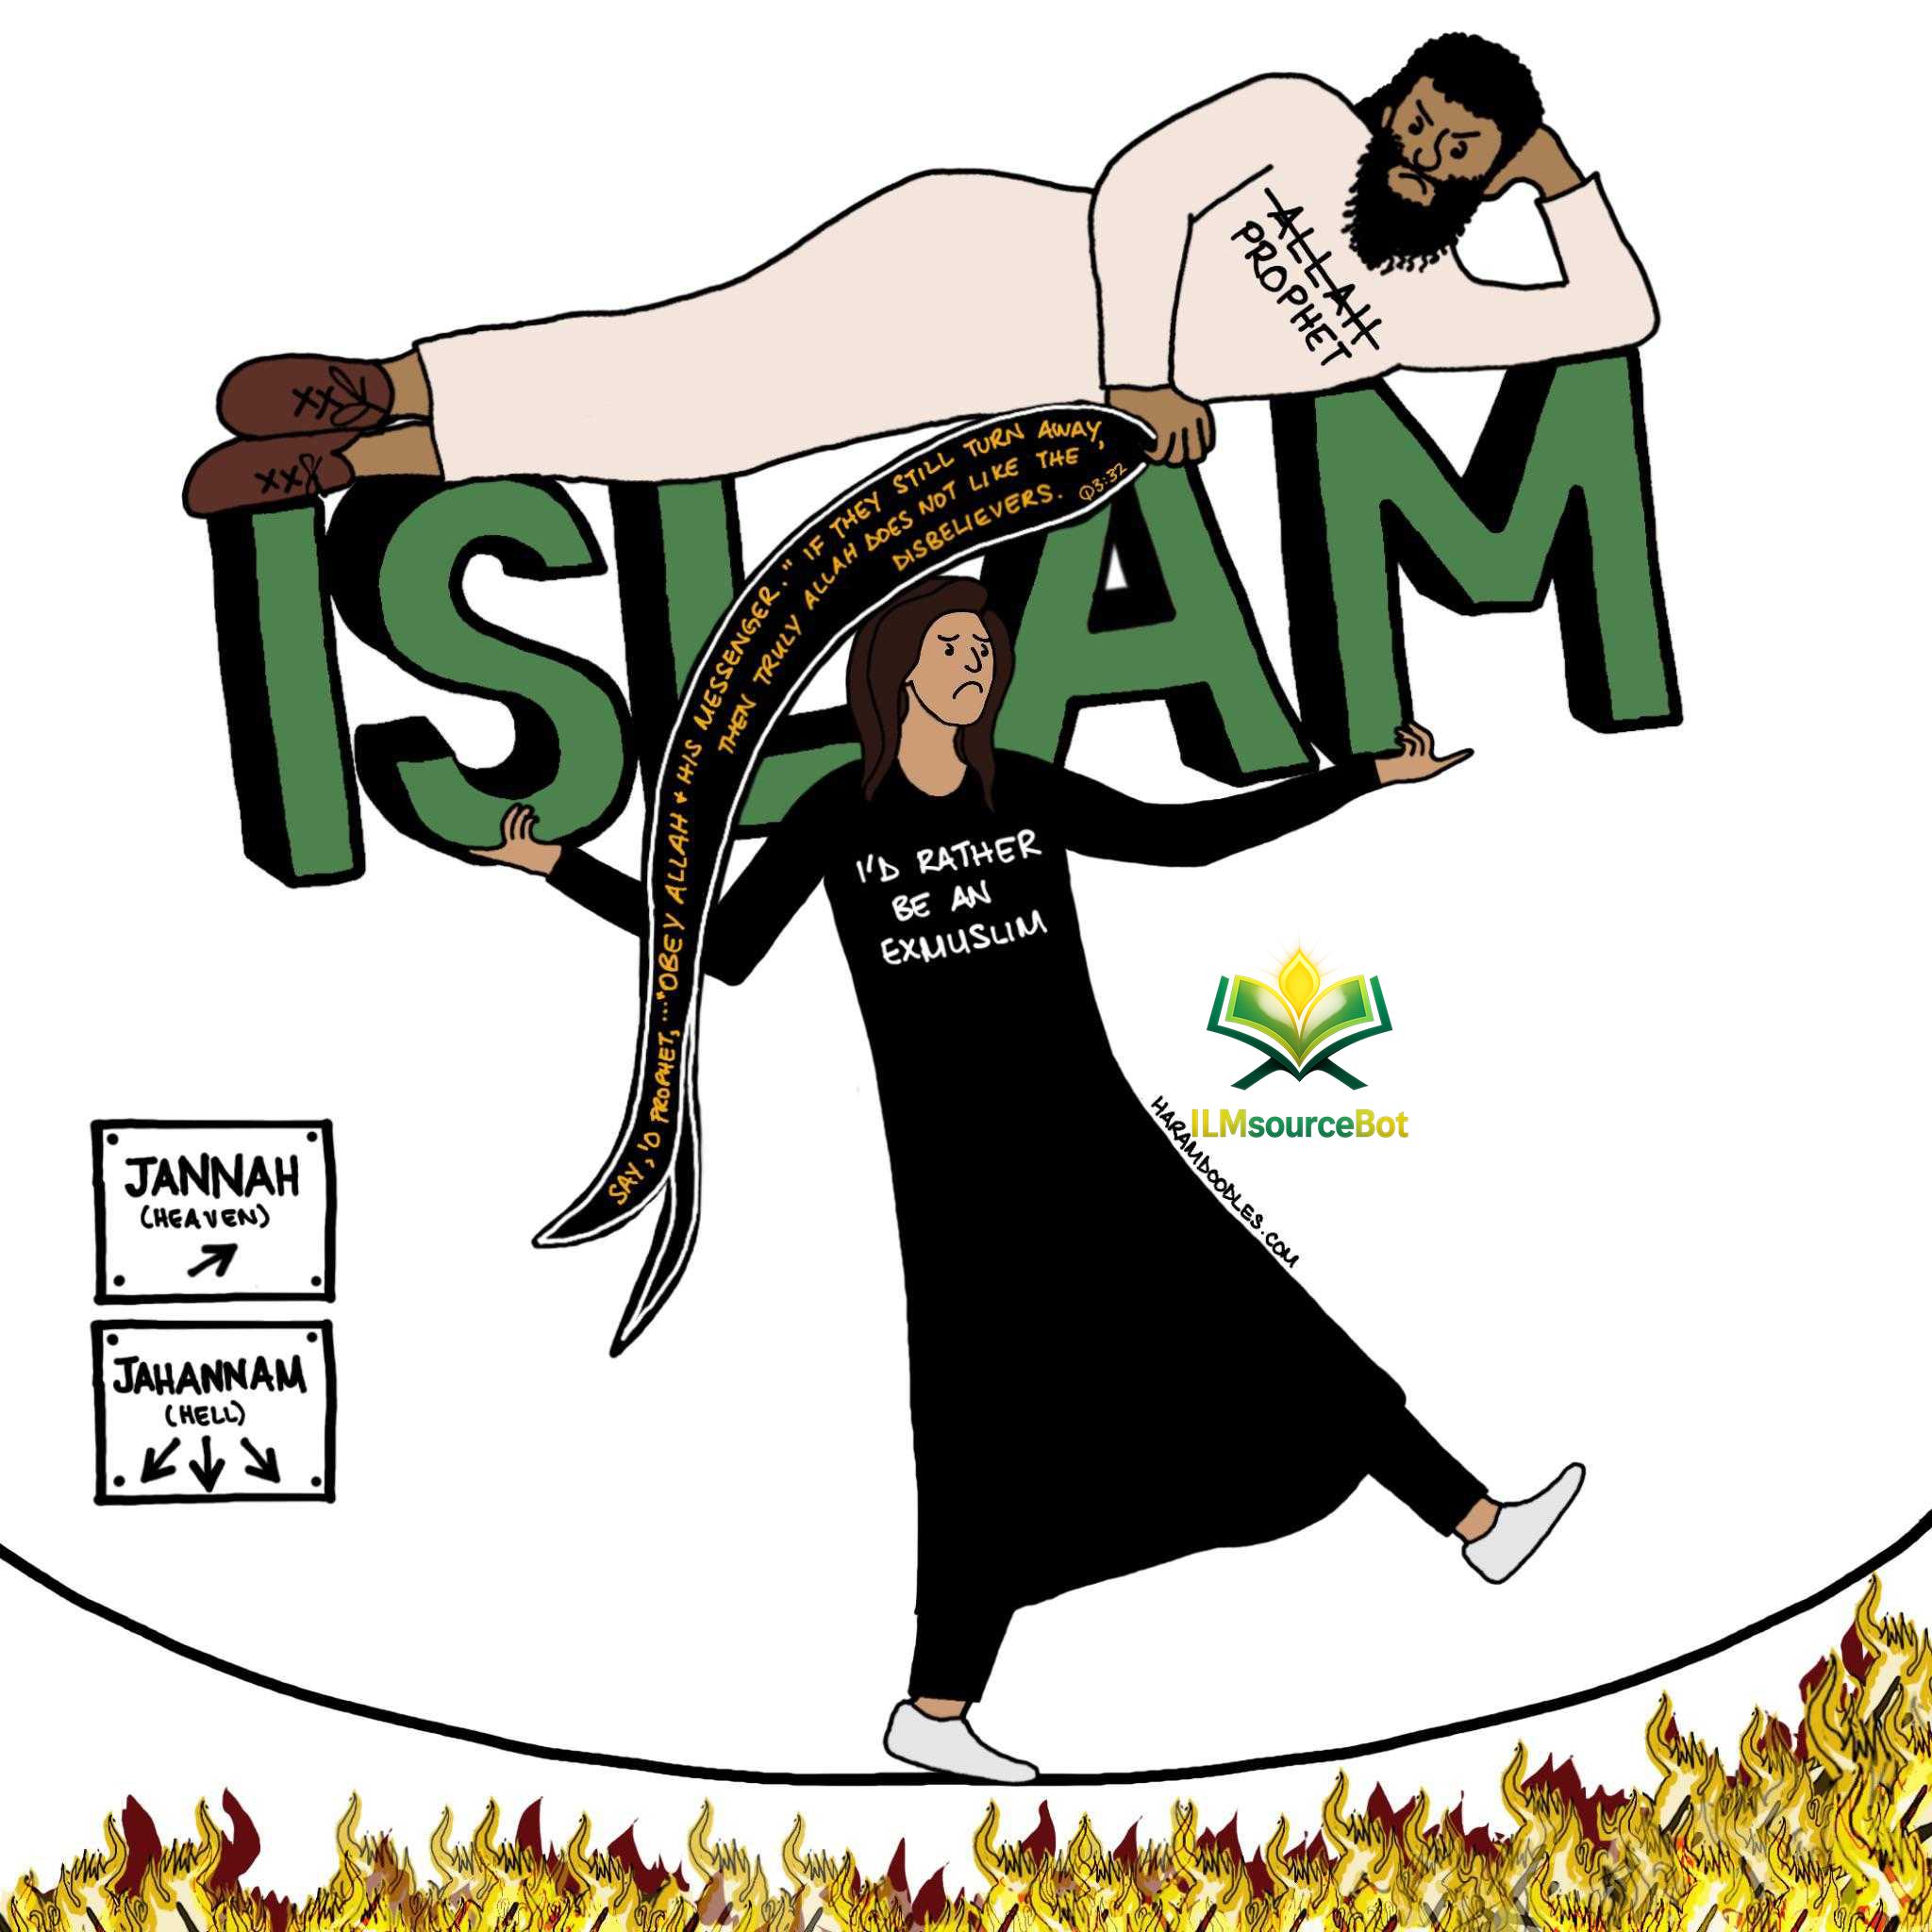 ALLAH
PROPHET
ISLAM
SAY, 'O PROPHET, ...."OBEY ALLAH & HIS MESSENGER." IF THEY STILL TURN AWAY,
THEN TRULY ALLAH DOES NOT LIKE THE
DISBELIEVERS. Q3:32
I'D RATHER
BE AN
EXMUSLIM
ILMsourceBot
HARAMDOODLES.COM
JANNAH
(HEAVEN)
JAHANNAM
(HELL)